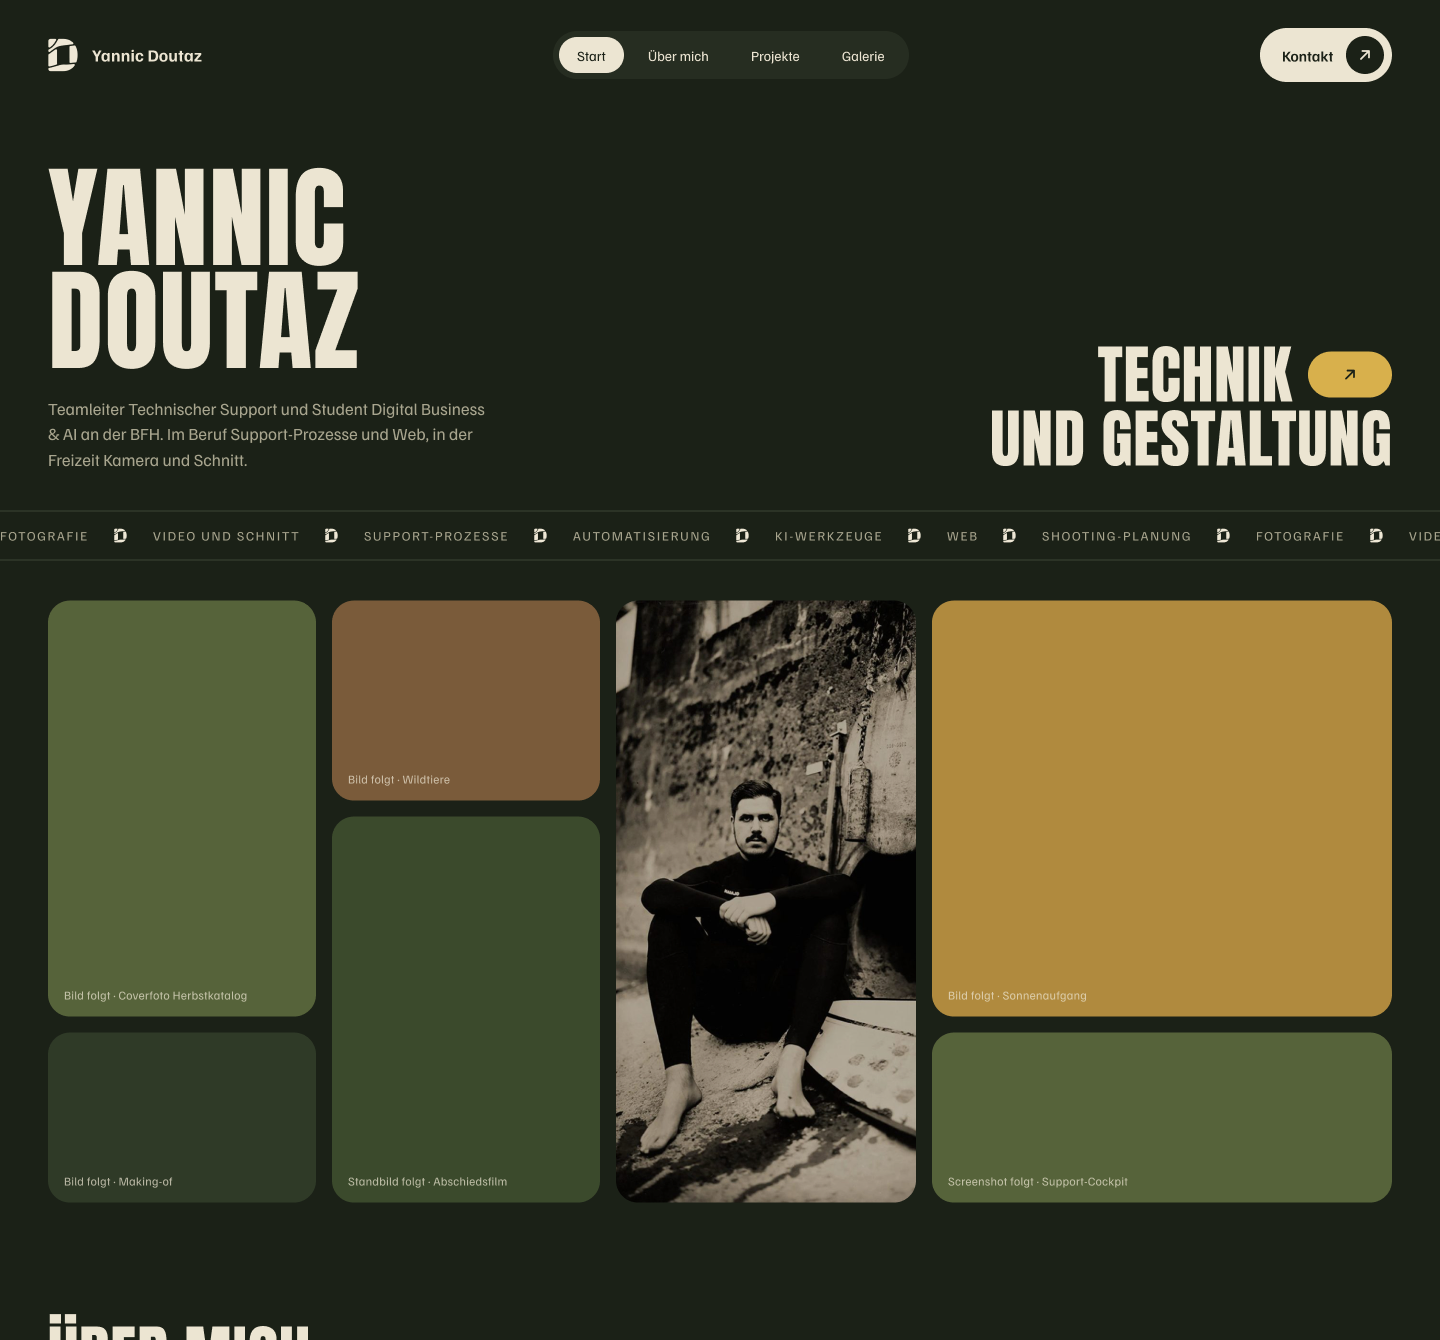 Yannic Doutaz
Start
Über mich
Projekte
Galerie
Kontakt
YANNIC
DOUTAZ
Teamleiter Technischer Support und Student Digital Business
& AI an der BFH. Im Beruf Support-Prozesse und Web, in der
Freizeit Kamera und Schnitt.
TECHNIK
UND GESTALTUNG
FOTOGRAFIE VIDEO UND SCHNITT SUPPORT-PROZESSE AUTOMATISIERUNG KI-WERKZEUGE WEB SHOOTING-PLANUNG FOTOGRAFIE VIDE
Bild folgt · Coverfoto Herbstkatalog
Bild folgt · Making-of
Bild folgt · Wildtiere
Standbild folgt · Abschiedsfilm
Bild folgt · Sonnenaufgang
Screenshot folgt · Support-Cockpit
ÜBER MICH